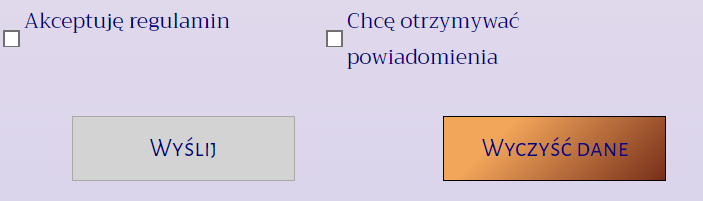 Akceptuję regulamin
Chcę otrzymywać
powiadomienia
Wyślij
Wyczyść dane